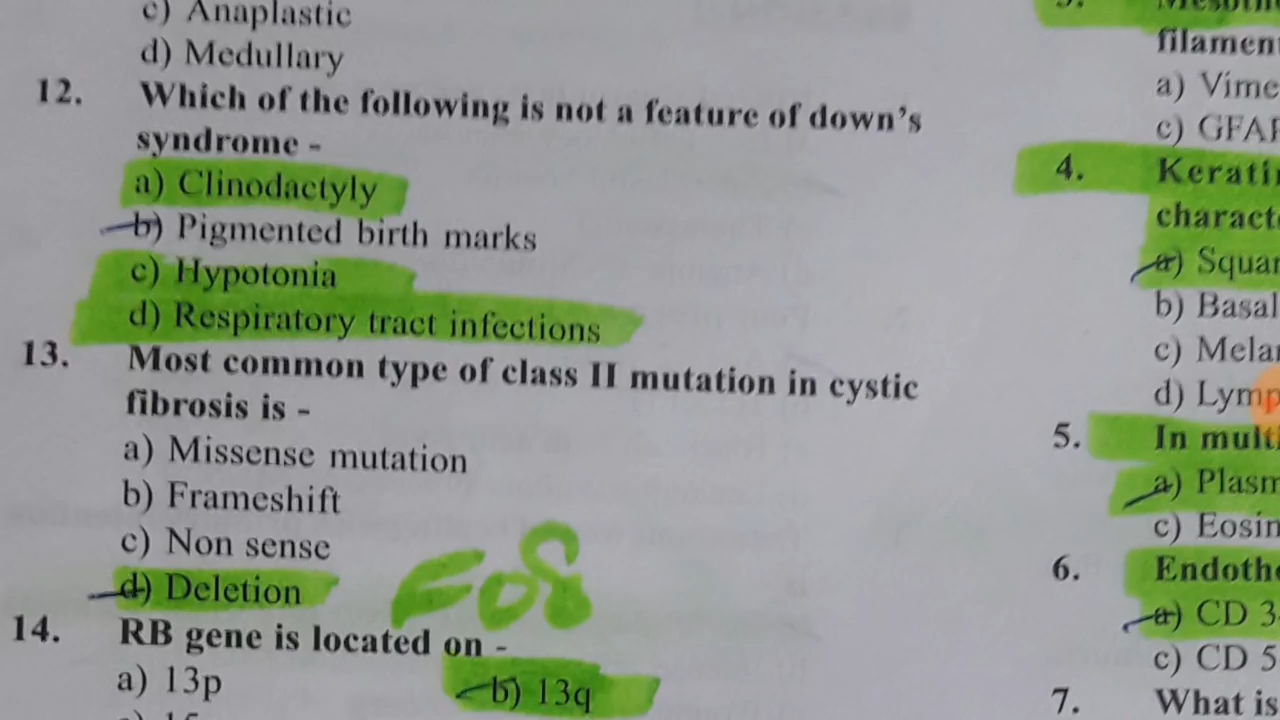 c) Anaplastic
d) Medullary
12. Which of the following is not a feature of down's
syndrome -
a) Clinodactyly
b) Pigmented birth marks
c) Hypotonia
d) Respiratory tract infections
13. Most common type of class II mutation in cystic
fibrosis is -
a) Missense mutation
b) Frameshift
c) Non sense
d) Deletion
14. RB gene is located on -
a) 13p b) 13q
filamen
a) Vime
c) GFAP
4. Kerati
charact
a) Squa
b) Basal
c) Mela
d) Lymp
5. In mult
a) Plasm
c) Eosin
6. Endoth
a) CD 3
c) CD 5
7. What is